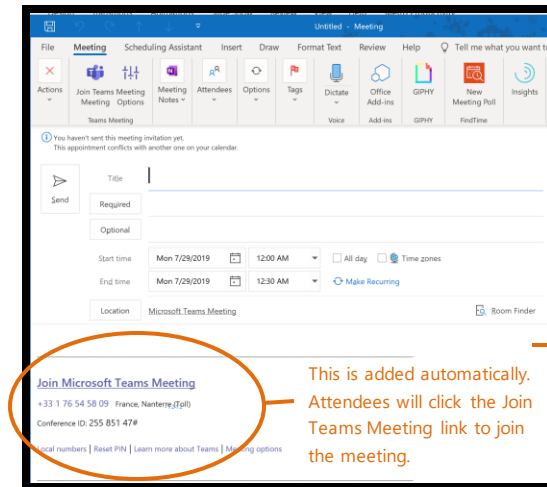 Untitled - Meeting
File Meeting Scheduling Assistant Insert Draw Format Text Review Help Tell me what you want t
Actions
Join Teams Meeting
Meeting Options
Meeting Notes
Attendees
Options
Tags
Dictate
Office Add-ins
GIPHY
New Meeting Poll
Insights
Teams Meeting Voice Add-ins GIPHY FindTime
You haven't sent this meeting invitation yet.
This appointment conflicts with another one on your calendar.
Send
Title
Required
Optional
Start time Mon 7/29/2019 12:00 AM All day Time zones
End time Mon 7/29/2019 12:30 AM Make Recurring
Location Microsoft Teams Meeting Room Finder
Join Microsoft Teams Meeting
+33 1 76 54 58 09 France, Nanterre (Toll)
Conference ID: 255 851 47#
Local numbers | Reset PIN | Learn more about Teams | Meeting options
This is added automatically.
Attendees will click the Join
Teams Meeting link to join
the meeting.